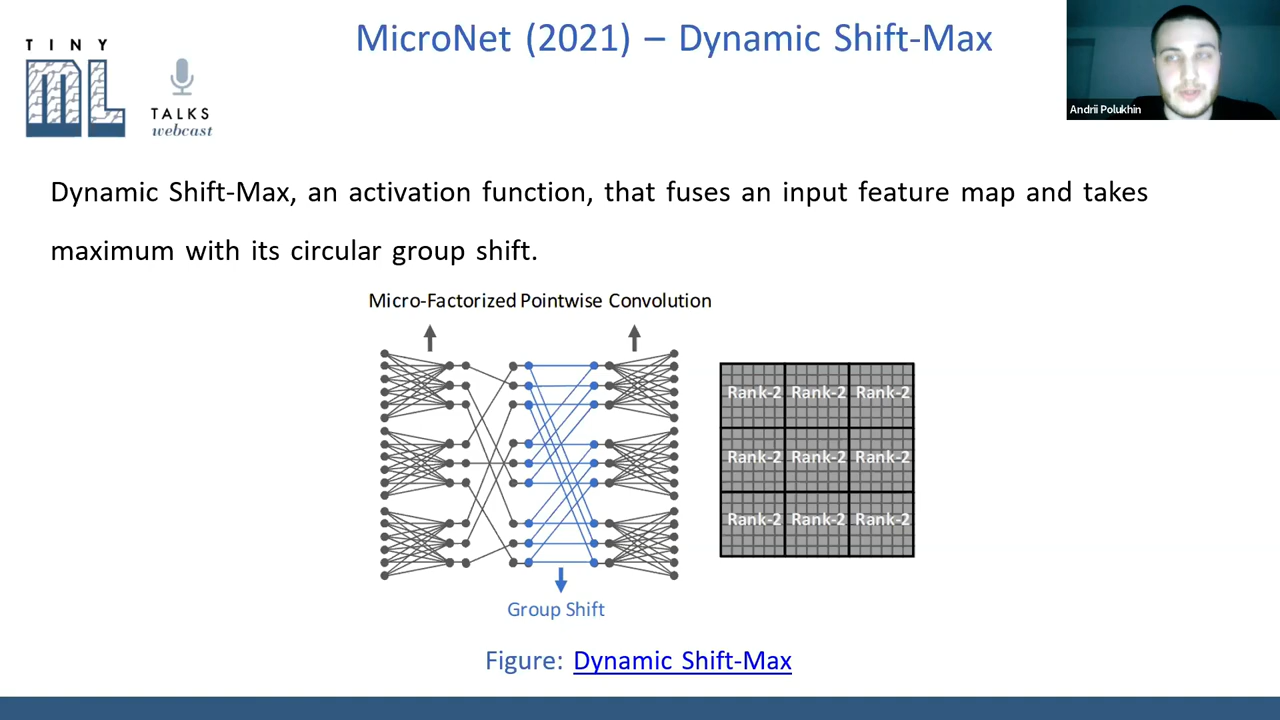 MicroNet (2021) – Dynamic Shift-Max
TINY
ML
TALKS
webcast
Andrii Polukhin
Dynamic Shift-Max, an activation function, that fuses an input feature map and takes
maximum with its circular group shift.
Micro-Factorized Pointwise Convolution
Rank-2 Rank-2 Rank-2
Rank-2 Rank-2 Rank-2
Rank-2 Rank-2 Rank-2
Group Shift
Figure: Dynamic Shift-Max